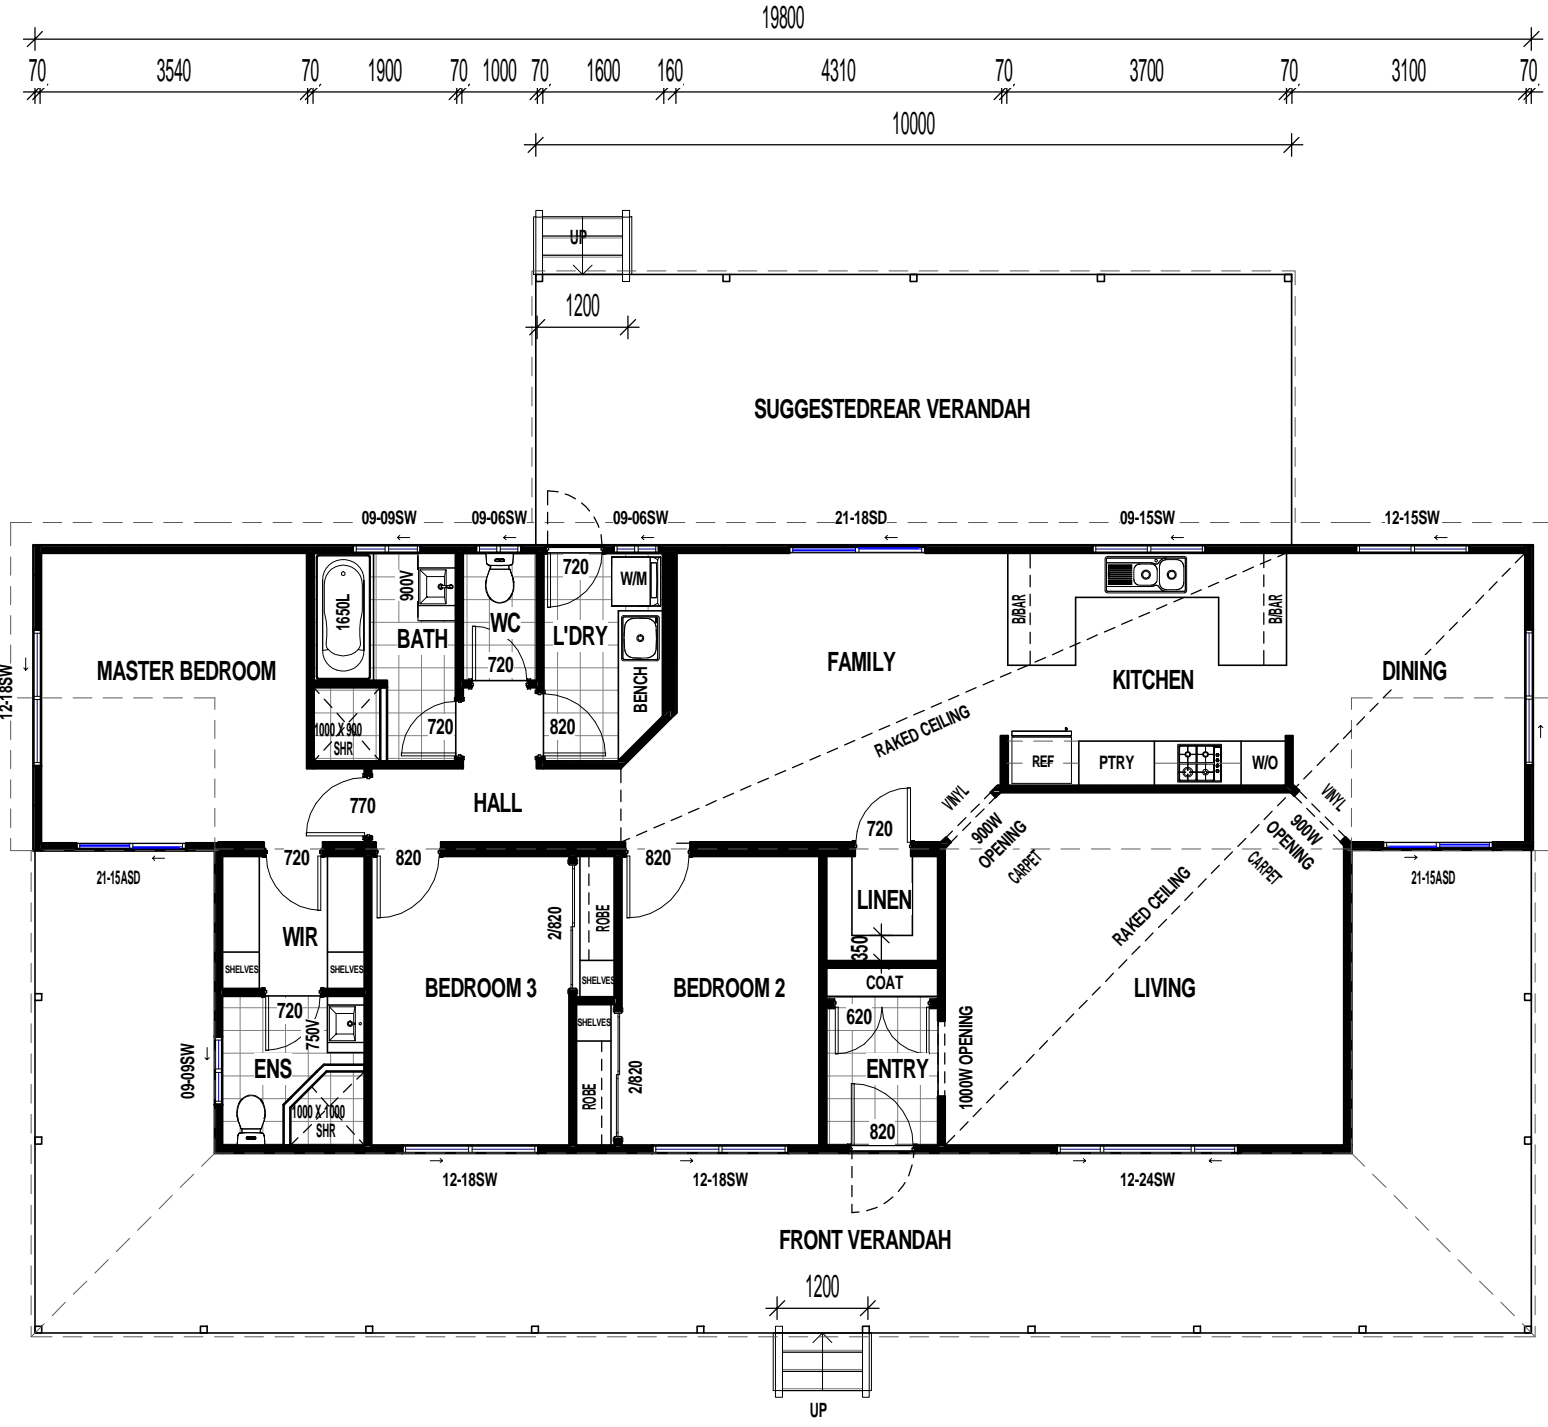 19800
70 3540 70 1900 70 1000 70 1600 160 4310 70 3700 70 3100 70
10000
UP
1200
SUGGESTEDREAR VERANDAH
09-09SW 09-06SW 09-06SW 21-18SD 09-15SW 12-15SW
720
W/M
900V
1650L
BATH
WC
L'DRY
720
BENCH
B/BAR
B/BAR
MASTER BEDROOM
FAMILY
KITCHEN
DINING
12-18SW
1000 X 900
SHR
720
820
RAKED CEILING
REF
PTRY
W/O
770
HALL
VINYL
900W
OPENING
CARPET
VINYL
900W
OPENING
CARPET
720
820
820
720
21-15ASD
21-15ASD
WIR
SHELVES
SHELVES
2/820
ROBE
SHELVES
LINEN
350
RAKED CEILING
BEDROOM 3
BEDROOM 2
COAT
LIVING
720
750V
SHELVES
620
09-09SW
ENS
ROBE
2/820
ENTRY
1000W OPENING
1000 X 1000
SHR
820
12-18SW
12-18SW
12-24SW
FRONT VERANDAH
1200
UP